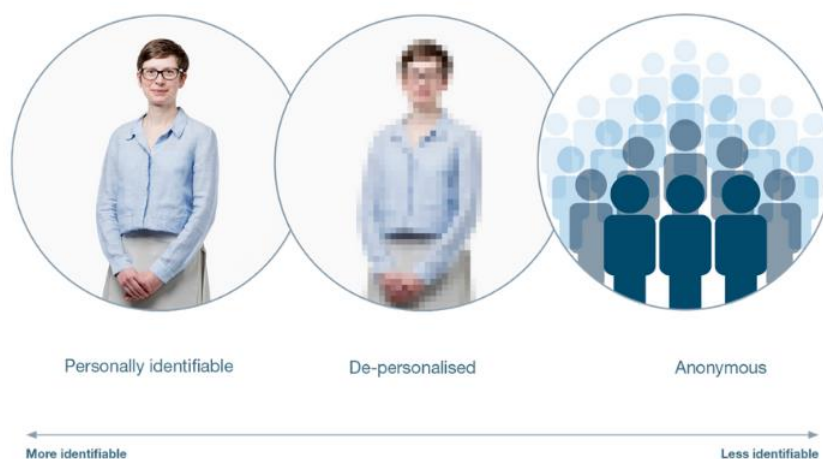 Personally identifiable
De-personalised
Anonymous
More identifiable
Less identifiable